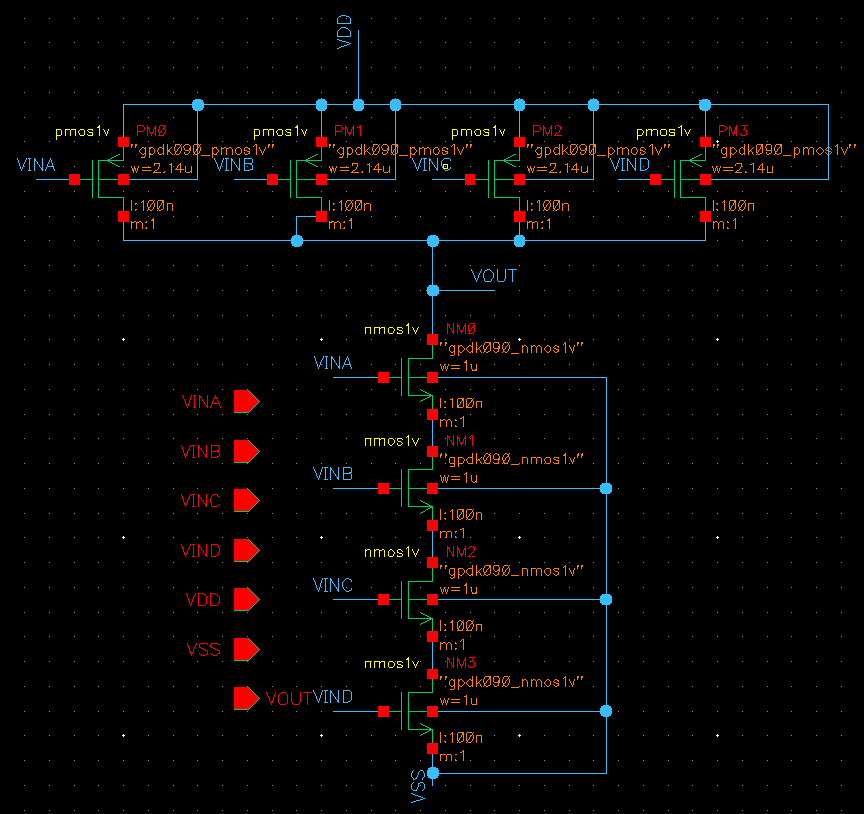 VDD
pmos1v PM0
"gpdk090_pmos1v"
VINA
w=2.14u
l:100n
m:1
pmos1v PM1
"gpdk090_pmos1v"
VINB
w=2.14u
l:100n
m:1
pmos1v PM2
"gpdk090_pmos1v"
VINC
w=2.14u
l:100n
m:1
pmos1v PM3
"gpdk090_pmos1v"
VIND
w=2.14u
l:100n
m:1
VOUT
nmos1v NM0
"gpdk090_nmos1v"
VINA
w=1u
l:100n
m:1
nmos1v NM1
"gpdk090_nmos1v"
VINB
w=1u
l:100n
m:1
nmos1v NM2
"gpdk090_nmos1v"
VINC
w=1u
l:100n
m:1
nmos1v NM3
"gpdk090_nmos1v"
VIND
w=1u
l:100n
m:1
VSS
VINA
VINB
VINC
VIND
VDD
VSS
VOUT